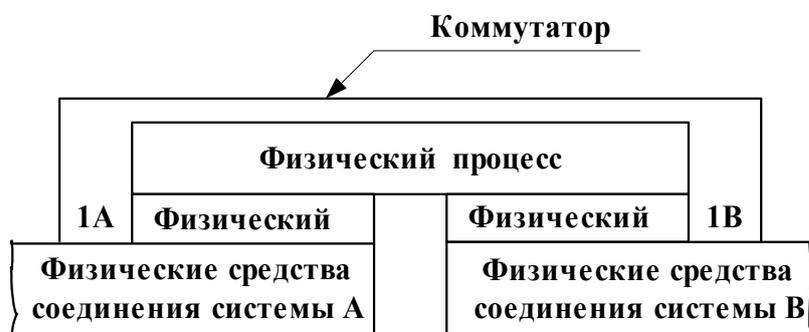 Коммутатор
Физический процесс
1А Физический Физический 1В
Физические средства
соединения системы А
Физические средства
соединения системы В